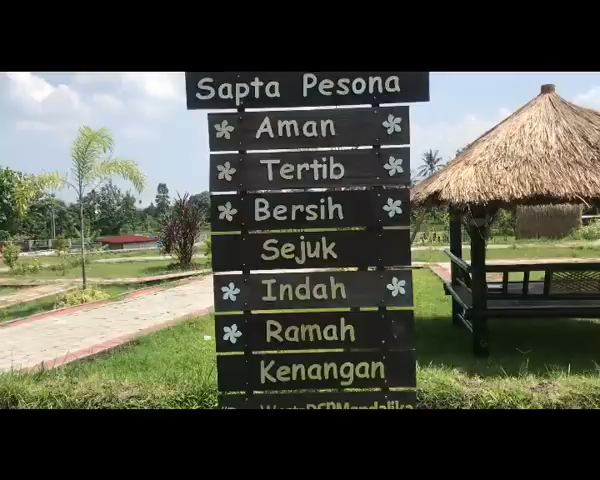 Sapta Pesona
Aman
Tertib
Bersih
Sejuk
Indah
Ramah
Kenangan